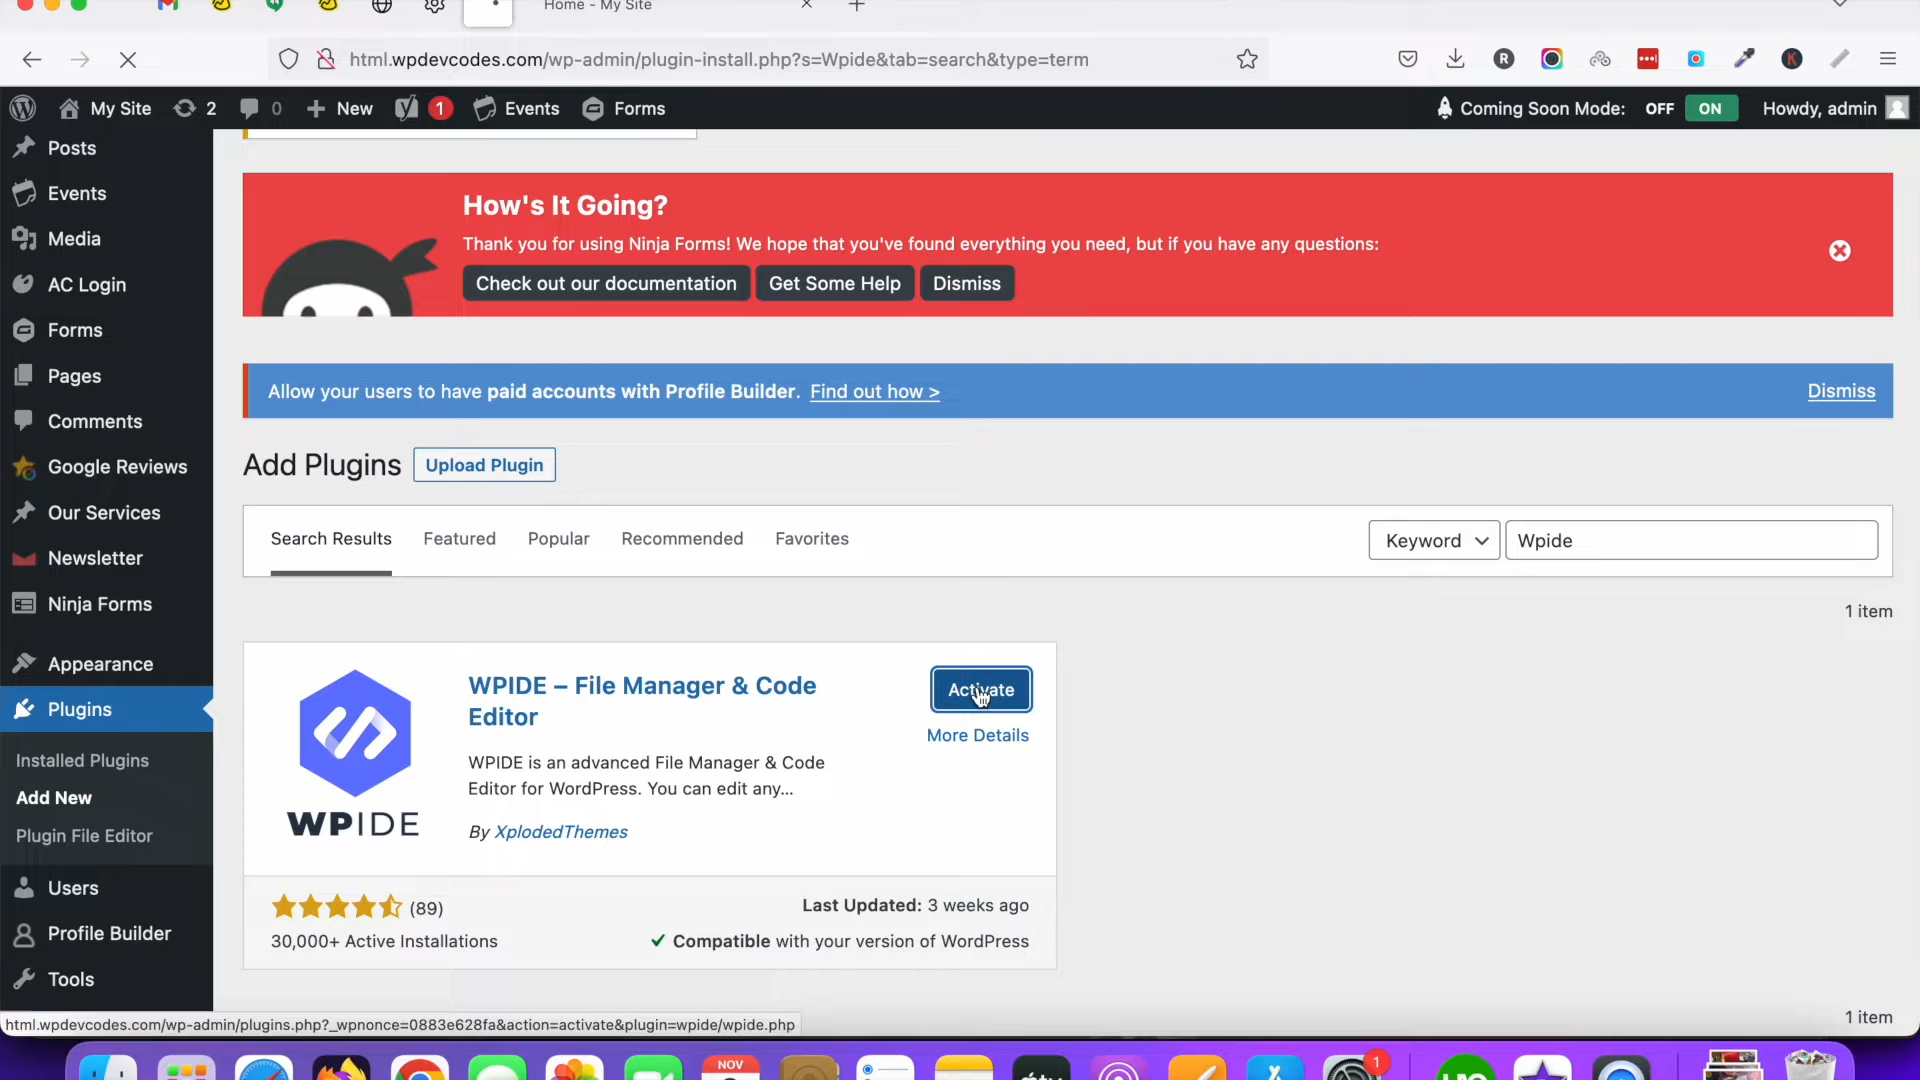 Home - My Site
html.wpdevcodes.com/wp-admin/plugin-install.php?s=Wpide&tab=search&type=term
R
K
My Site 2 0 New 1 Events Forms
Coming Soon Mode: OFF ON Howdy, admin
Posts
Events
Media
AC Login
Forms
Pages
Comments
Google Reviews
Our Services
Newsletter
Ninja Forms
Appearance
Plugins
Installed Plugins
Add New
Plugin File Editor
Users
Profile Builder
Tools
How's It Going?
Thank you for using Ninja Forms! We hope that you've found everything you need, but if you have any questions:
Check out our documentation Get Some Help Dismiss
Allow your users to have paid accounts with Profile Builder. Find out how > Dismiss
Add Plugins Upload Plugin
Search Results Featured Popular Recommended Favorites Keyword Wpide
1 item
WPIDE – File Manager & Code
Editor
Activate
More Details
WPIDE is an advanced File Manager & Code
Editor for WordPress. You can edit any...
By XplodedThemes
WPIDE
(89)
30,000+ Active Installations
Last Updated: 3 weeks ago
Compatible with your version of WordPress
1 item
html.wpdevcodes.com/wp-admin/plugins.php?_wpnonce=0883e628fa&action=activate&plugin=wpide/wpide.php
NOV
1